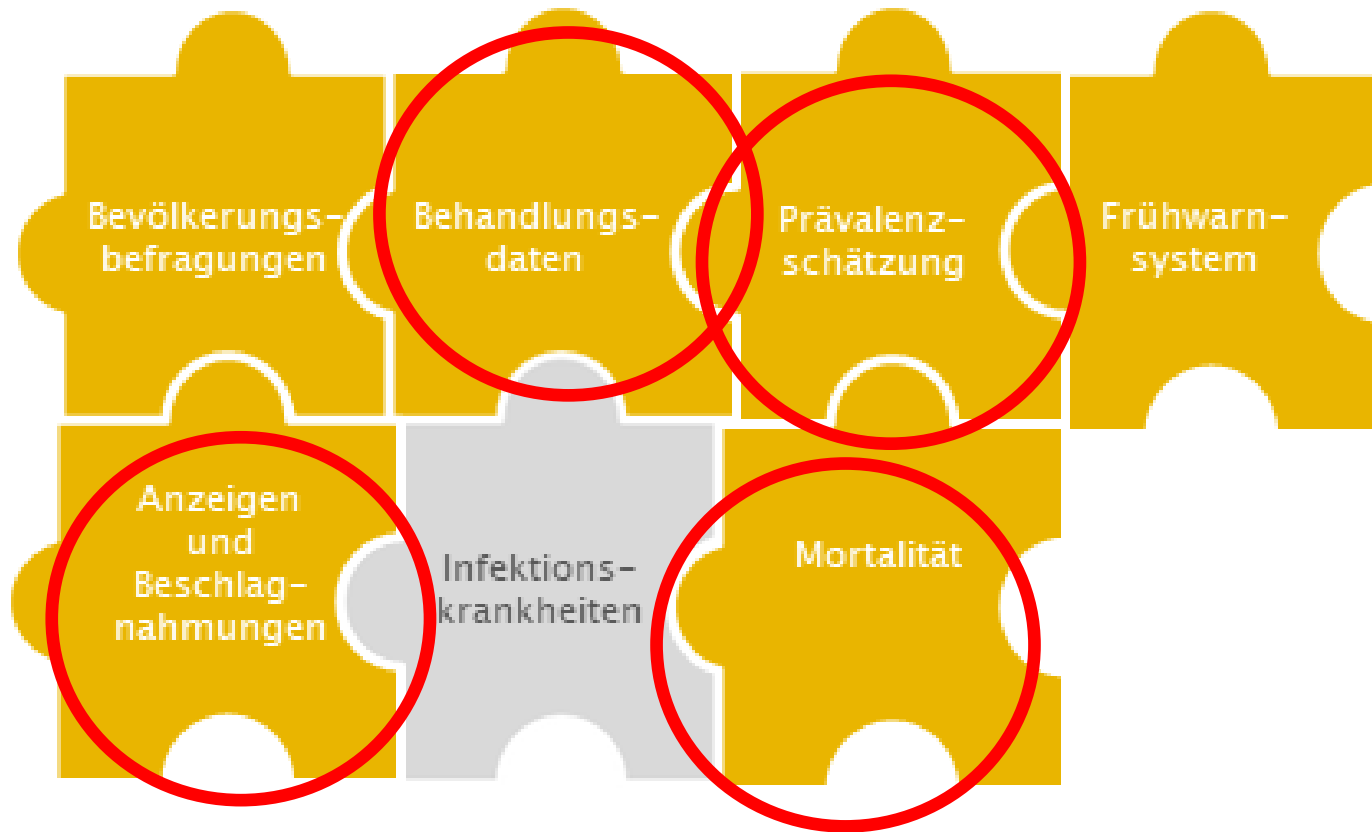 Bevölkerungs-
befragungen
Behandlungs-
daten
Prävalenz-
schätzung
Frühwarn-
system
Anzeigen
und
Beschlag-
nahmungen
Infektions-
krankheiten
Mortalität